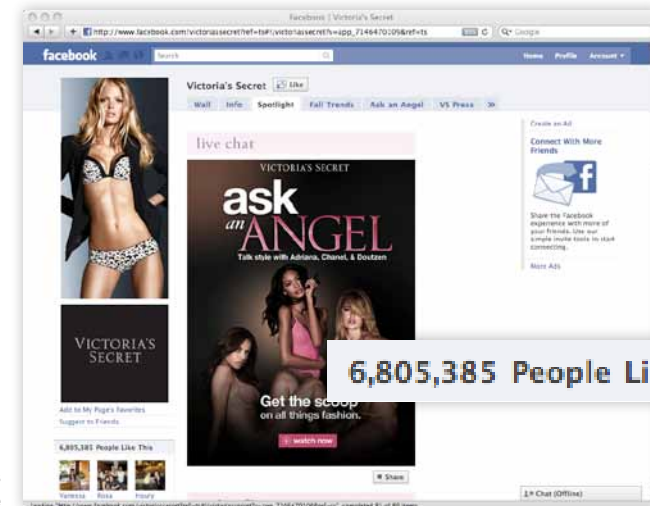 Facebook | Victoria's Secret
facebook
Search
Google
Home Profile Account
Victoria's Secret Like
Wall Info Spotlight Fall Trends Ask an Angel VS Press »
live chat
VICTORIA'S SECRET
ask
an
ANGEL
Talk style with Adriana, Chanel, & Doutzen
Get the scoop
on all things fashion.
watch now
Share
VICTORIA'S
SECRET
Add to My Page's Favorites
Suggest to Friends
6,805,385 People Like This
Vanessa Rosa
6,805,385 People Li
Create an Ad
Connect With More
Friends
Share the Facebook
experience with more of
your friends. Use our
simple invite tools to start
connecting.
More Ads
Chat (Offline)